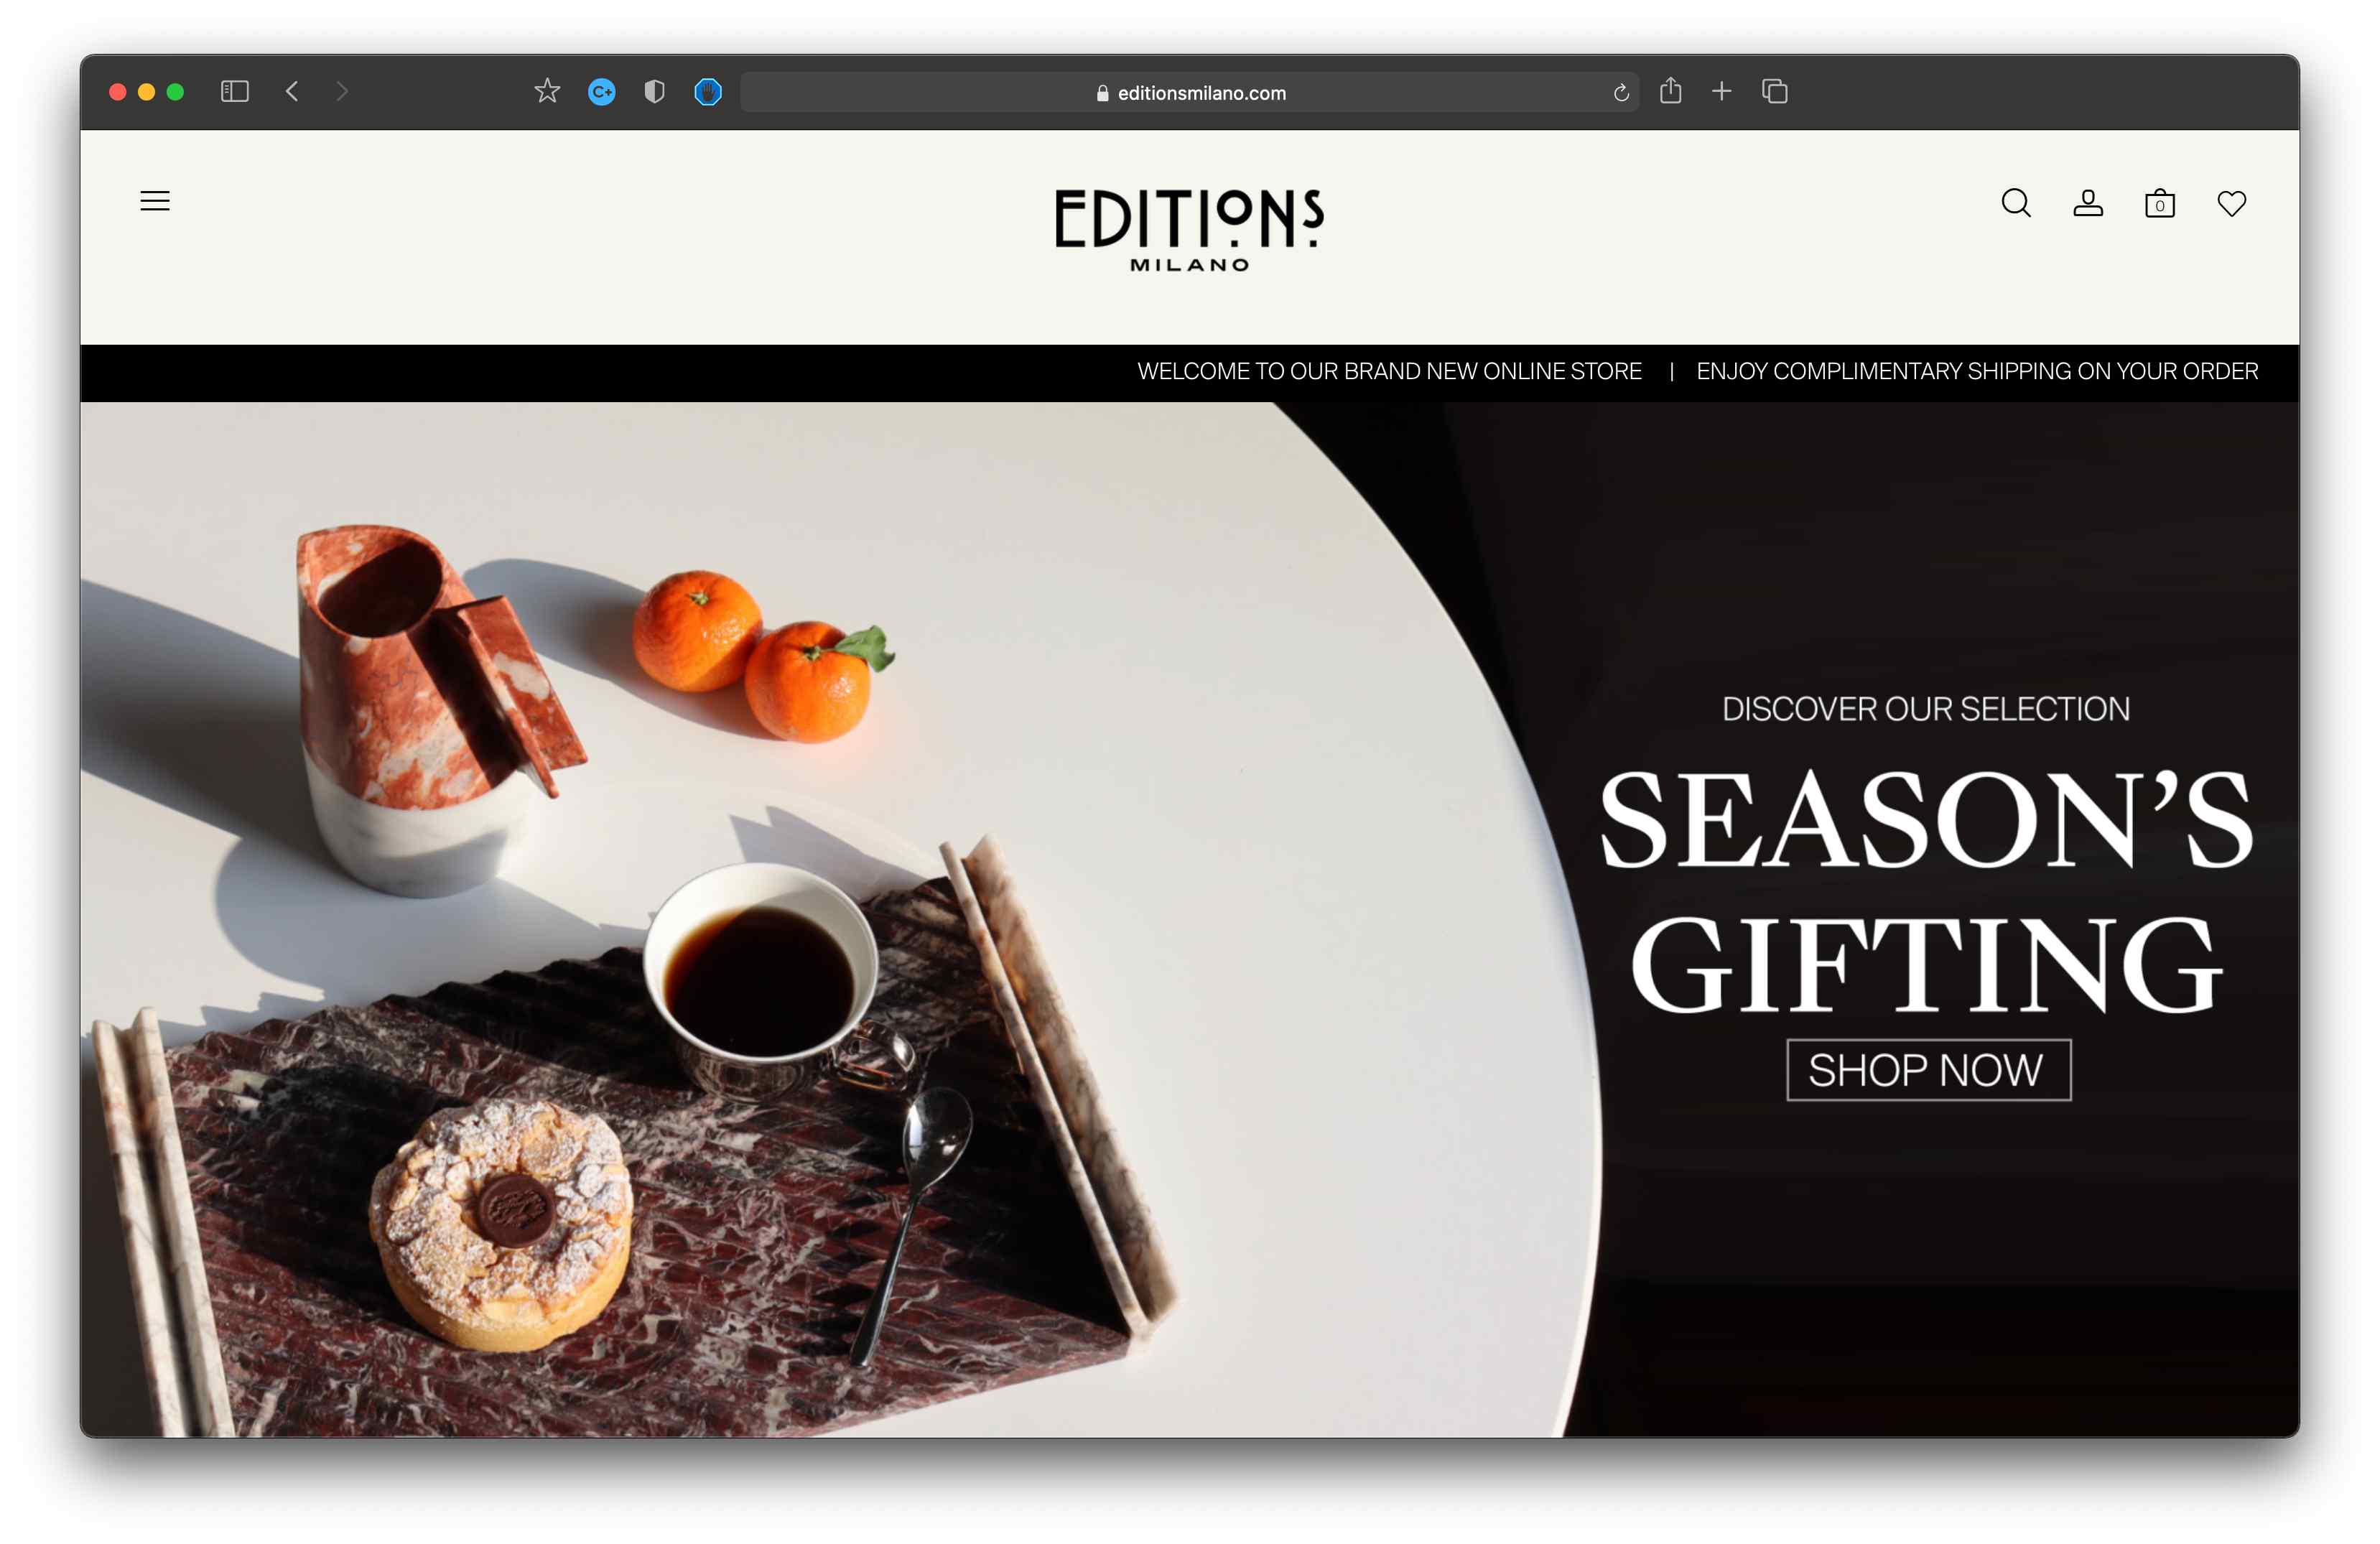 C+
editionsmilano.com
EDITIONS
MILANO
0
WELCOME TO OUR BRAND NEW ONLINE STORE | ENJOY COMPLIMENTARY SHIPPING ON YOUR ORDER
DISCOVER OUR SELECTION
SEASON’S
GIFTING
SHOP NOW